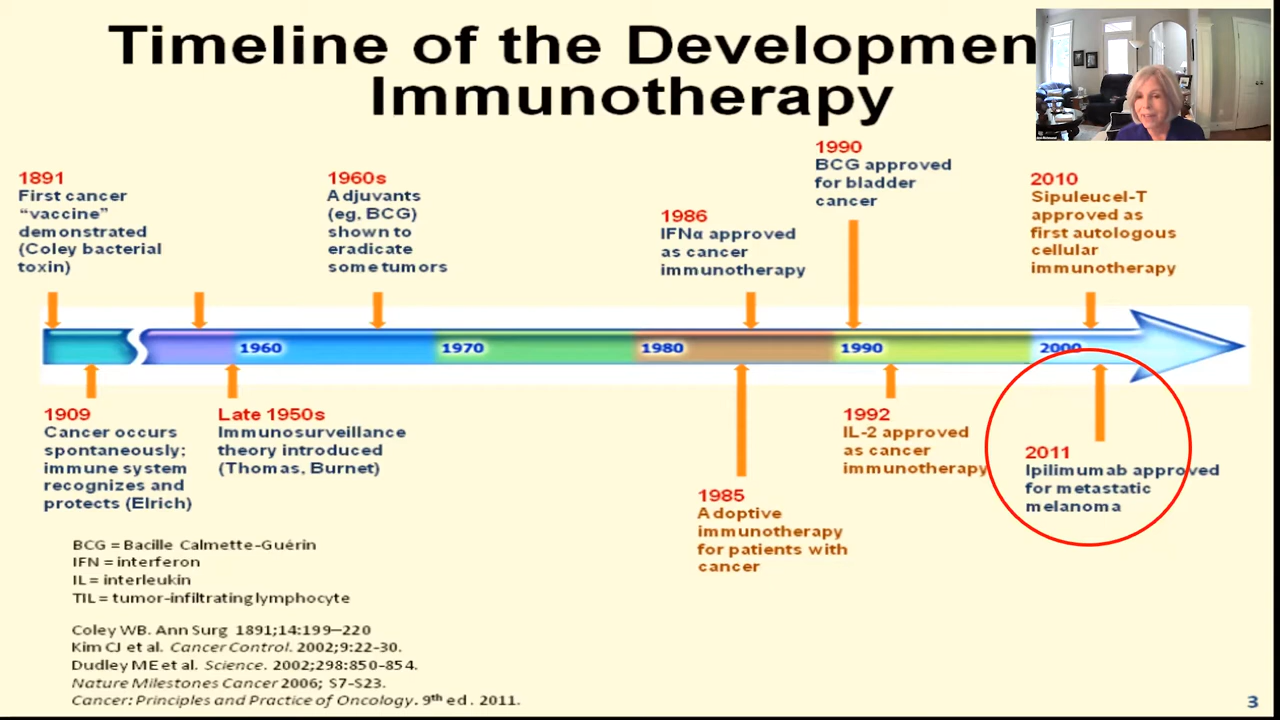 Timeline of the Developmen
Immunotherapy
1891
First cancer
“vaccine”
demonstrated
(Coley bacterial
toxin)
1960s
Adjuvants
(eg, BCG)
shown to
eradicate
some tumors
1986
IFNα approved
as cancer
immunotherapy
1990
BCG approved
for bladder
cancer
2010
Sipuleucel-T
approved as
first autologous
cellular
immunotherapy
1960
1970
1980
1990
2000
1909
Cancer occurs
spontaneously;
immune system
recognizes and
protects (Elrich)
Late 1950s
Immunosurveillance
theory introduced
(Thomas, Burnet)
1985
Adoptive
immunotherapy
for patients with
cancer
1992
IL-2 approved
as cancer
immunotherapy
2011
Ipilimumab approved
for metastatic
melanoma
BCG = Bacille Calmette-Guérin
IFN = interferon
IL = interleukin
TIL = tumor-infiltrating lymphocyte
Coley WB. Ann Surg 1891;14:199–220
Kim CJ et al. Cancer Control. 2002;9:22-30.
Dudley ME et al. Science. 2002;298:850-854.
Nature Milestones Cancer 2006; S7-S23.
Cancer: Principles and Practice of Oncology. 9th ed. 2011.
3